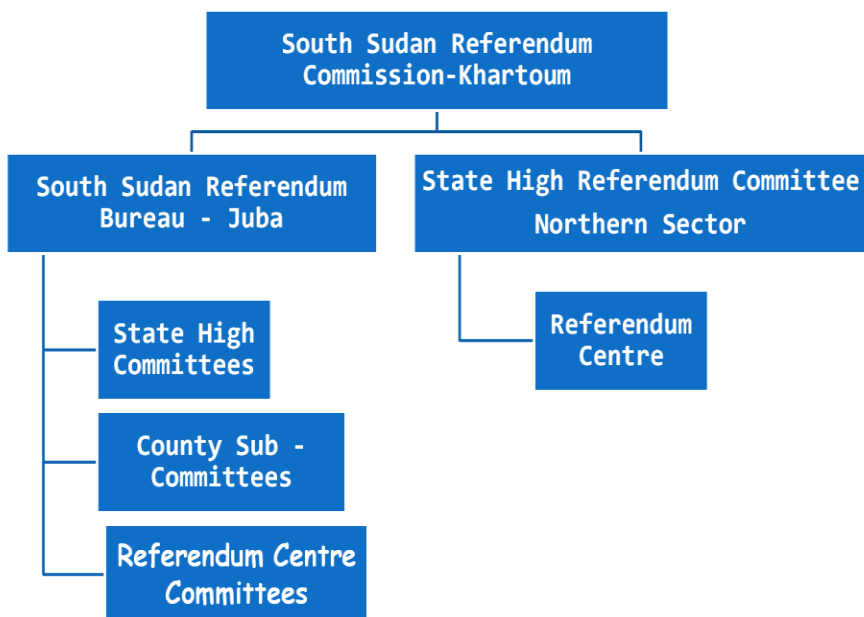 South Sudan Referendum
Commission-Khartoum
South Sudan Referendum
Bureau - Juba
State High Referendum Committee
Northern Sector
State High
Committees
Referendum
Centre
County Sub -
Committees
Referendum Centre
Committees